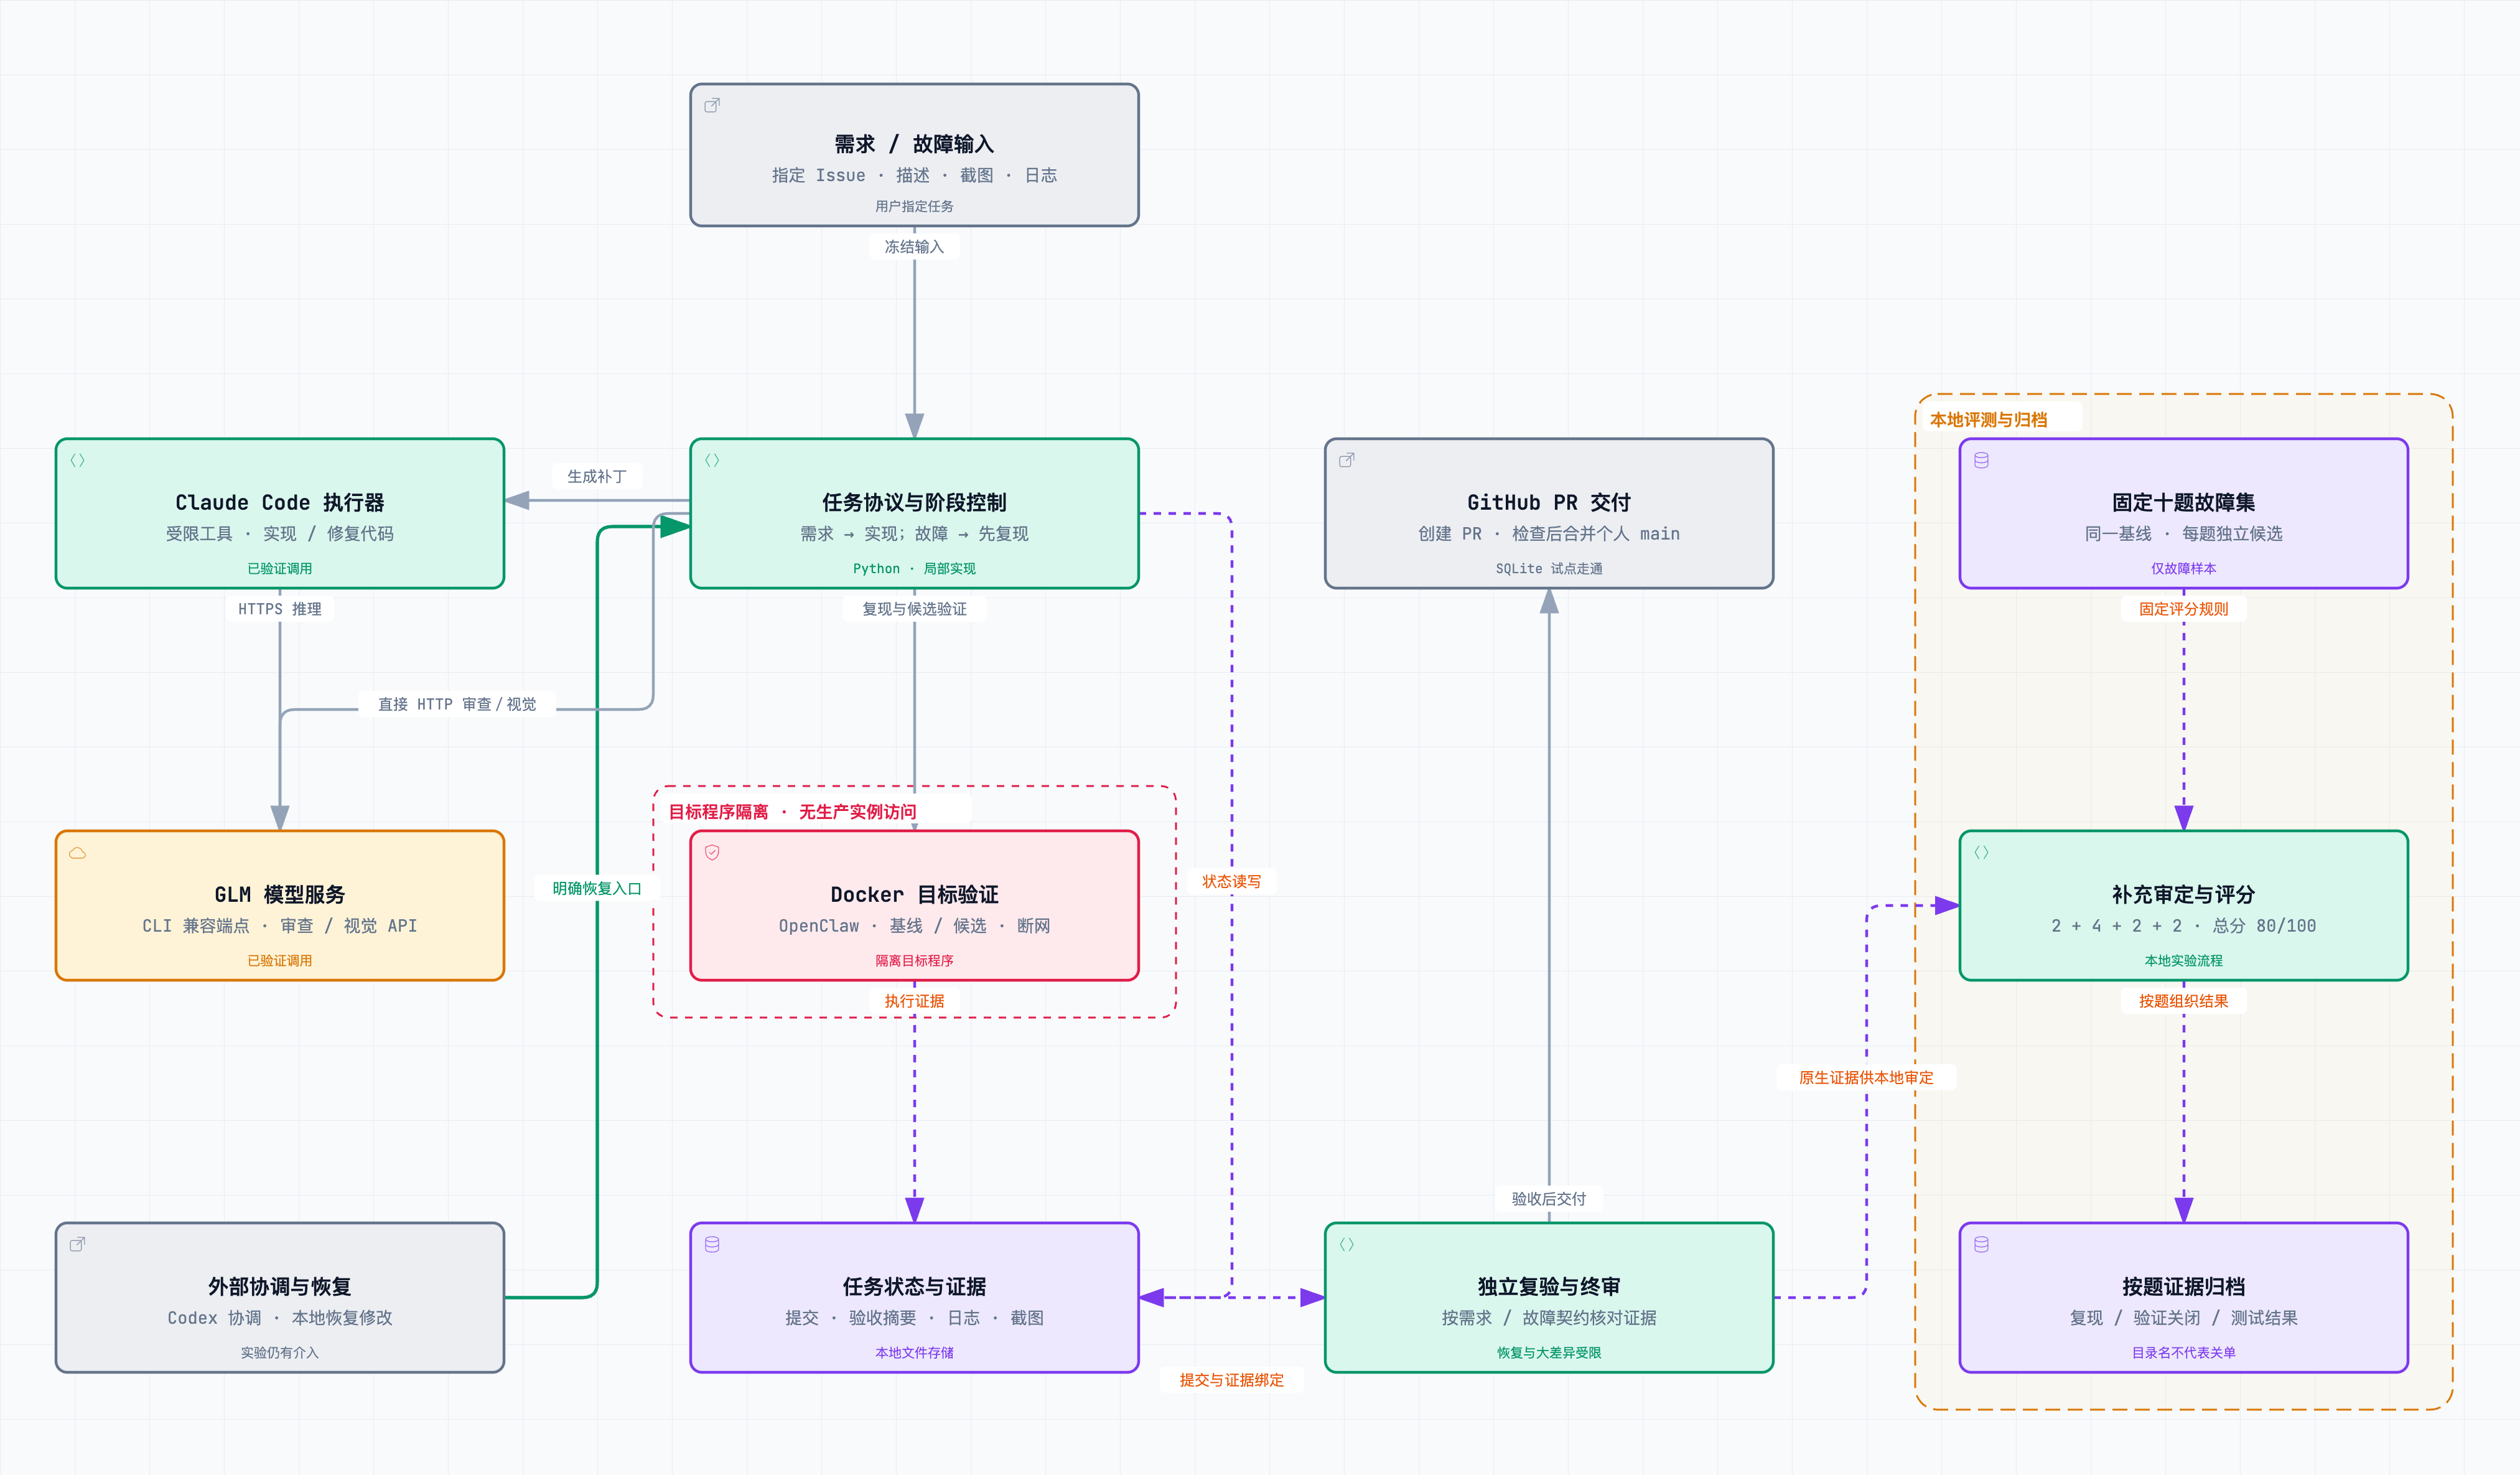 需求 / 故障输入
指定 Issue · 描述 · 截图 · 日志
用户指定任务
冻结输入
本地评测与归档
Claude Code 执行器
受限工具 · 实现 / 修复代码
已验证调用
生成补丁
任务协议与阶段控制
需求 → 实现; 故障 → 先复现
Python · 局部实现
GitHub PR 交付
创建 PR · 检查后合并个人 main
SQLite 试点走通
固定十题故障集
同一基线 · 每题独立候选
仅故障样本
HTTPS 推理
复现与候选验证
固定评分规则
直接 HTTP 审查/视觉
目标程序隔离 · 无生产实例访问
GLM 模型服务
CLI 兼容端点 · 审查 / 视觉 API
已验证调用
明确恢复入口
Docker 目标验证
OpenClaw · 基线 / 候选 · 断网
隔离目标程序
状态读写
补充审定与评分
2 + 4 + 2 + 2 · 总分 80/100
本地实验流程
执行证据
按题组织结果
原生证据供本地审定
验收后交付
外部协调与恢复
Codex 协调 · 本地恢复修改
实验仍有介入
任务状态与证据
提交 · 验收摘要 · 日志 · 截图
本地文件存储
提交与证据绑定
独立复验与终审
按需求 / 故障契约核对证据
恢复与大差异受限
按题证据归档
复现 / 验证关闭 / 测试结果
目录名不代表关单